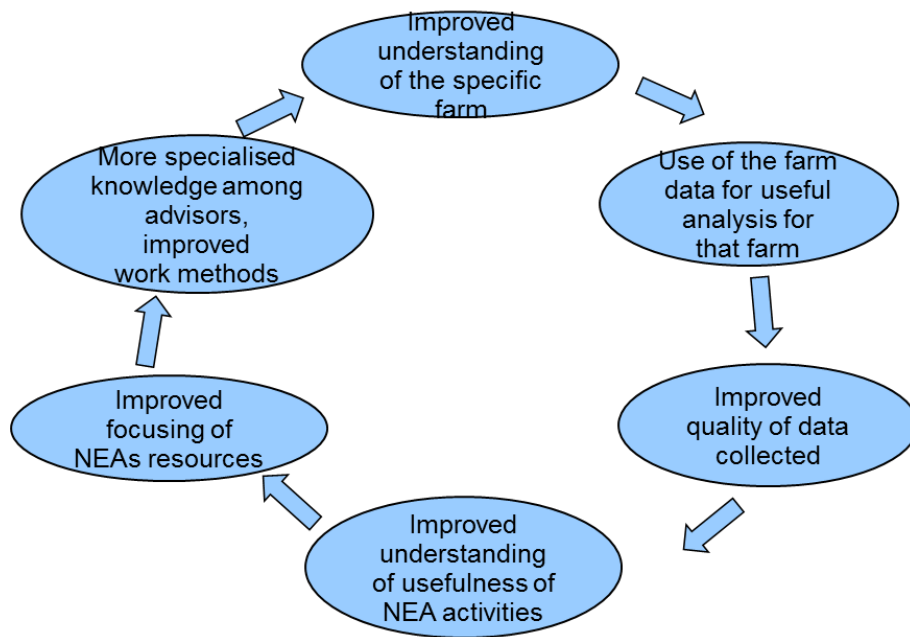 Improved
understanding
of the specific
farm
Use of the farm
data for useful
analysis for
that farm
Improved
quality of data
collected
Improved
understanding
of usefulness of
NEA activities
Improved
focusing of
NEAs resources
More specialised
knowledge among
advisors,
improved
work methods